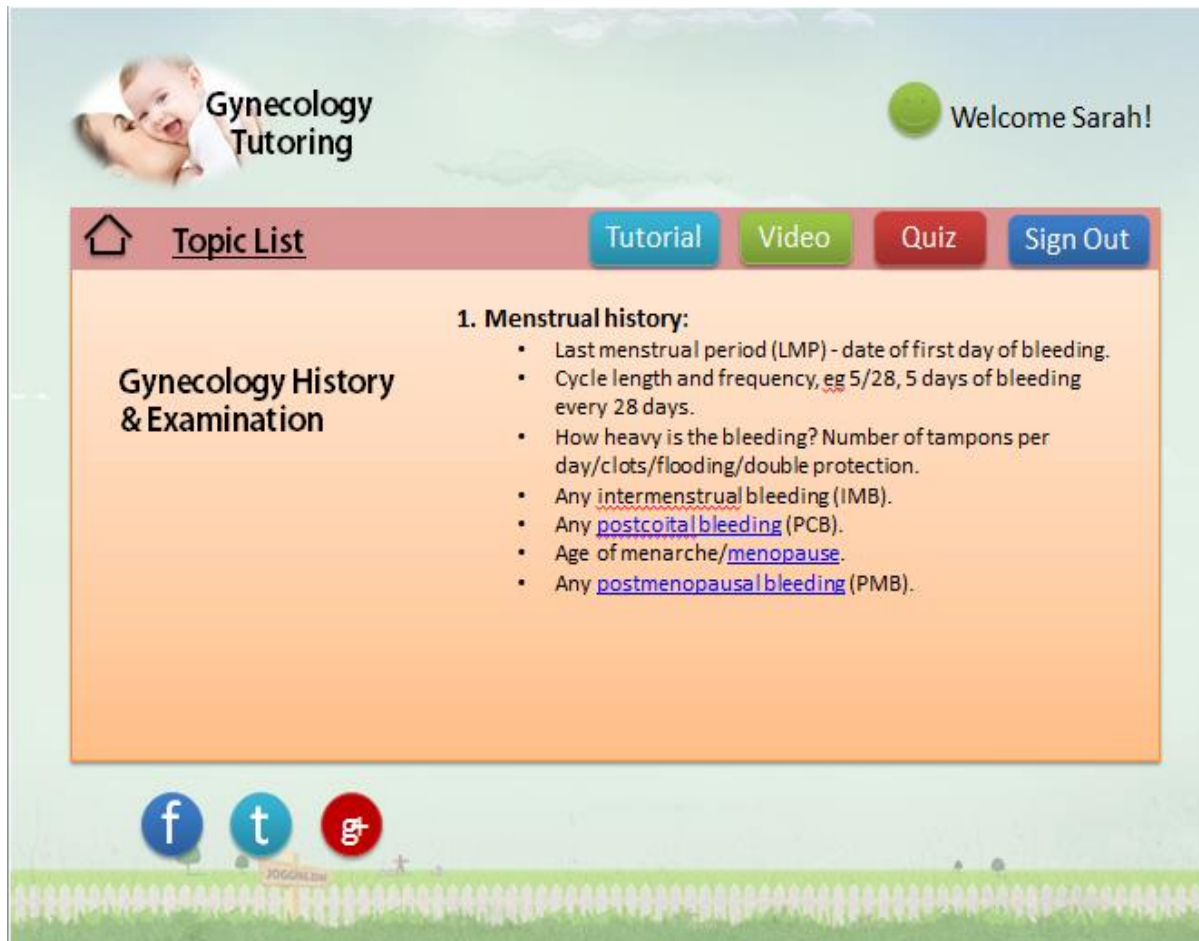 Gynecology
Tutoring
Welcome Sarah!
Topic List
Tutorial
Video
Quiz
Sign Out
Gynecology History
& Examination
1. Menstrual history:
• Last menstrual period (LMP) - date of first day of bleeding.
• Cycle length and frequency, eg 5/28, 5 days of bleeding
every 28 days.
• How heavy is the bleeding? Number of tampons per
day/clots/flooding/double protection.
• Any intermenstrual bleeding (IMB).
• Any postcoital bleeding (PCB).
• Age of menarche/menopause.
• Any postmenopausal bleeding (PMB).
f
t
g+